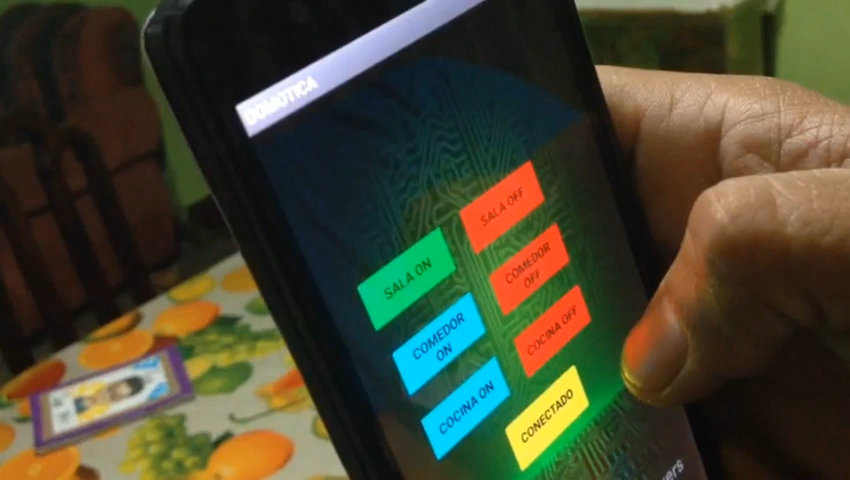 DOMOTICA
SALA ON
SALA OFF
COMEDOR
ON
COMEDOR
OFF
COCINA ON
COCINA OFF
CONECTADO